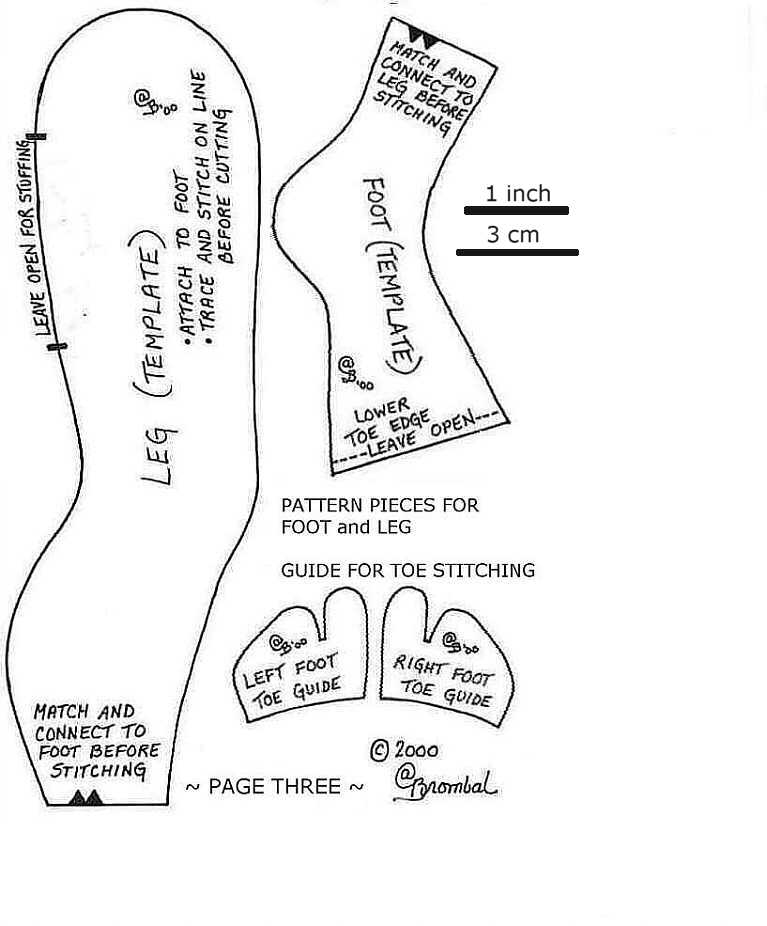 @B.'00
LEAVE OPEN FOR STUFFING
LEG (TEMPLATE)
•ATTACH TO FOOT
•TRACE AND STITCH ON LINE
BEFORE CUTTING
MATCH AND
CONNECT TO
FOOT BEFORE
STITCHING
MATCH AND
CONNECT TO
LEG BEFORE
STITCHING
FOOT (TEMPLATE)
@B.'00
LOWER
TOE EDGE
----LEAVE OPEN---
1 inch
3 cm
PATTERN PIECES FOR
FOOT and LEG
GUIDE FOR TOE STITCHING
@B.'00
LEFT FOOT
TOE GUIDE
@B.'00
RIGHT FOOT
TOE GUIDE
© 2000
@Brombal
~ PAGE THREE ~